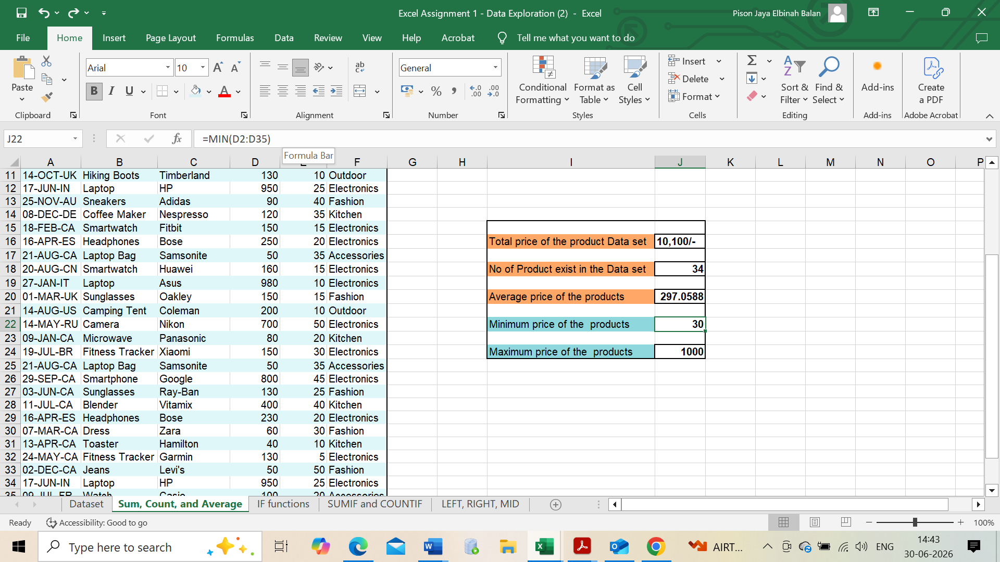 Excel Assignment 1 - Data Exploration (2) - Excel
Pison Jaya Elbinah Balan
File Home Insert Page Layout Formulas Data Review View Help Acrobat Tell me what you want to do
Paste
Clipboard
Arial 10
B I U
Font
ab
Alignment
General
% , .00 .00
Number
Conditional Formatting
Format as Table
Cell Styles
Styles
Insert
Delete
Format
Cells
Sort & Filter
Find & Select
Editing
Add-ins
Add-ins
Create a PDF
Adobe Acrobat
J22 fx =MIN(D2:D35)
Formula Bar
A B C D E F G H I J K L M N O P
11 14-OCT-UK Hiking Boots Timberland 130 10 Outdoor
12 17-JUN-IN Laptop HP 950 25 Electronics
13 25-NOV-AU Sneakers Adidas 90 40 Fashion
14 08-DEC-DE Coffee Maker Nespresso 120 35 Kitchen
15 18-FEB-CA Smartwatch Fitbit 150 15 Electronics
16 16-APR-ES Headphones Bose 250 20 Electronics Total price of the product Data set 10,100/-
17 21-AUG-CA Laptop Bag Samsonite 50 35 Accessories
18 20-AUG-CN Smartwatch Huawei 160 15 Electronics No of Product exist in the Data set 34
19 27-JAN-IT Laptop Asus 980 10 Electronics
20 01-MAR-UK Sunglasses Oakley 150 15 Fashion Average price of the products 297.0588
21 14-AUG-US Camping Tent Coleman 200 10 Outdoor
22 14-MAY-RU Camera Nikon 700 50 Electronics Minimum price of the products 30
23 09-JAN-CA Microwave Panasonic 80 20 Kitchen
24 19-JUL-BR Fitness Tracker Xiaomi 150 30 Electronics Maximum price of the products 1000
25 21-AUG-CA Laptop Bag Samsonite 50 35 Accessories
26 29-SEP-CA Smartphone Google 800 45 Electronics
27 03-JUN-CA Sunglasses Ray-Ban 130 25 Fashion
28 11-JUL-CA Blender Vitamix 400 40 Kitchen
29 16-APR-ES Headphones Bose 230 20 Electronics
30 07-MAR-CA Dress Zara 60 30 Fashion
31 13-APR-CA Toaster Hamilton 40 10 Kitchen
32 24-MAY-CA Fitness Tracker Garmin 130 5 Electronics
33 02-DEC-CA Jeans Levi's 50 50 Fashion
34 17-JUN-IN Laptop HP 950 25 Electronics
35 09-JUL-FR Watch Casio 100 20 Accessories
Dataset Sum, Count, and Average IF functions SUMIF and COUNTIF LEFT, RIGHT, MID
Ready Accessibility: Good to go 100%
Type here to search
AIRT...
ENG
14:43
30-06-2026